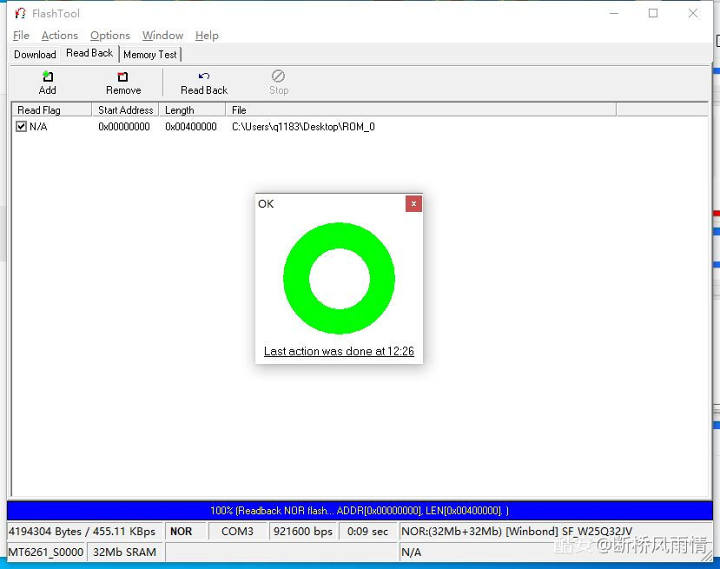 FlashTool
File Actions Options Window Help
Download Read Back Memory Test
Add Remove Read Back Stop
Read Flag Start Address Length File
N/A 0x00000000 0x00400000 C:\Users\q1183\Desktop\ROM_0
OK x
Last action was done at 12:26
100% (Readback NOR flash... ADDR[0x00000000], LEN[0x00400000]. )
4194304 Bytes / 455.11 KBps NOR COM3 921600 bps 0:09 sec NOR:(32Mb+32Mb) [Winbond] SF_W25Q32JV
MT6261_S0000 32Mb SRAM N/A
酷安 @断桥风雨情